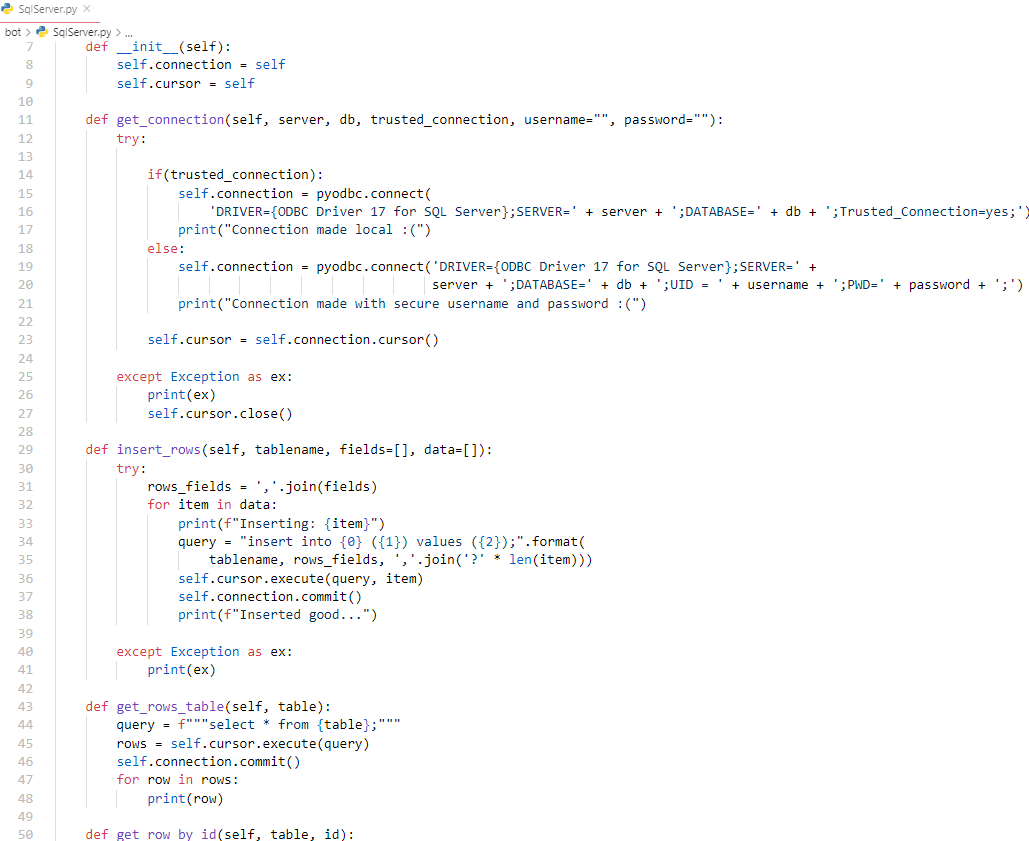 SqlServer.py ×
bot > SqlServer.py > ...
7 def __init__(self):
8 self.connection = self
9 self.cursor = self
10
11 def get_connection(self, server, db, trusted_connection, username="", password=""):
12 try:
13
14 if(trusted_connection):
15 self.connection = pyodbc.connect(
16 'DRIVER={ODBC Driver 17 for SQL Server};SERVER=' + server + ';DATABASE=' + db + ';Trusted_Connection=yes;')
17 print("Connection made local :(")
18 else:
19 self.connection = pyodbc.connect('DRIVER={ODBC Driver 17 for SQL Server};SERVER=' +
20 server + ';DATABASE=' + db + ';UID = ' + username + ';PWD=' + password + ';')
21 print("Connection made with secure username and password :(")
22
23 self.cursor = self.connection.cursor()
24
25 except Exception as ex:
26 print(ex)
27 self.cursor.close()
28
29 def insert_rows(self, tablename, fields=[], data=[]):
30 try:
31 rows_fields = ','.join(fields)
32 for item in data:
33 print(f"Inserting: {item}")
34 query = "insert into {0} ({1}) values ({2});".format(
35 tablename, rows_fields, ','.join('?' * len(item)))
36 self.cursor.execute(query, item)
37 self.connection.commit()
38 print(f"Inserted good...")
39
40 except Exception as ex:
41 print(ex)
42
43 def get_rows_table(self, table):
44 query = f"""select * from {table};"""
45 rows = self.cursor.execute(query)
46 self.connection.commit()
47 for row in rows:
48 print(row)
49
50 def get_row_by_id(self, table, id):